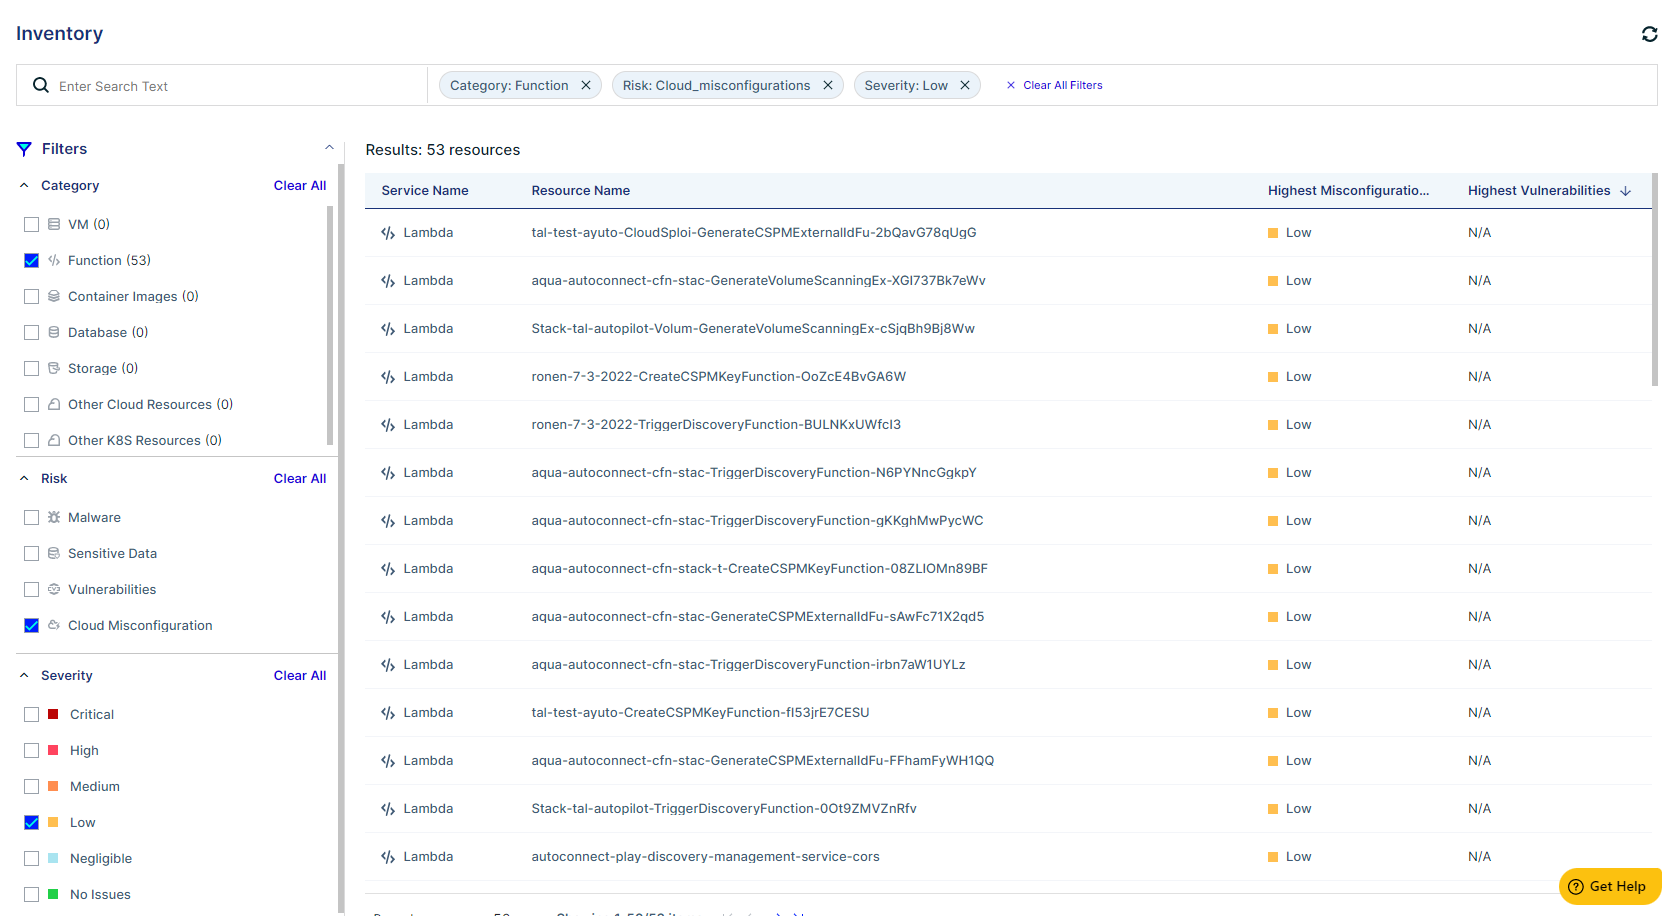 Inventory
Enter Search Text
Category: Function
Risk: Cloud_misconfigurations
Severity: Low
Clear All Filters
Filters
Category Clear All
VM (0)
Function (53)
Container Images (0)
Database (0)
Storage (0)
Other Cloud Resources (0)
Other K8S Resources (0)
Risk Clear All
Malware
Sensitive Data
Vulnerabilities
Cloud Misconfiguration
Severity Clear All
Critical
High
Medium
Low
Negligible
No Issues
Results: 53 resources
Service Name Resource Name Highest Misconfiguratio... Highest Vulnerabilities
Lambda tal-test-ayuto-CloudSploi-GenerateCSPMExternalIdFu-2bQavG78qUgG Low N/A
Lambda aqua-autoconnect-cfn-stac-GenerateVolumeScanningEx-XGI737Bk7eWv Low N/A
Lambda Stack-tal-autopilot-Volum-GenerateVolumeScanningEx-cSjqBh9Bj8Ww Low N/A
Lambda ronen-7-3-2022-CreateCSPMKeyFunction-OoZcE4BvGA6W Low N/A
Lambda ronen-7-3-2022-TriggerDiscoveryFunction-BULNKxUWfcI3 Low N/A
Lambda aqua-autoconnect-cfn-stac-TriggerDiscoveryFunction-N6PYNncGgkpY Low N/A
Lambda aqua-autoconnect-cfn-stac-TriggerDiscoveryFunction-gKKghMwPycWC Low N/A
Lambda aqua-autoconnect-cfn-stack-t-CreateCSPMKeyFunction-08ZLIOMn89BF Low N/A
Lambda aqua-autoconnect-cfn-stac-GenerateCSPMExternalIdFu-sAwFc71X2qd5 Low N/A
Lambda aqua-autoconnect-cfn-stac-TriggerDiscoveryFunction-irbn7aW1UYLz Low N/A
Lambda tal-test-ayuto-CreateCSPMKeyFunction-fI53jrE7CESU Low N/A
Lambda aqua-autoconnect-cfn-stac-GenerateCSPMExternalIdFu-FFhamFyWH1QQ Low N/A
Lambda Stack-tal-autopilot-TriggerDiscoveryFunction-0Ot9ZMVZnRfv Low N/A
Lambda autoconnect-play-discovery-management-service-cors Low N/A
Get Help